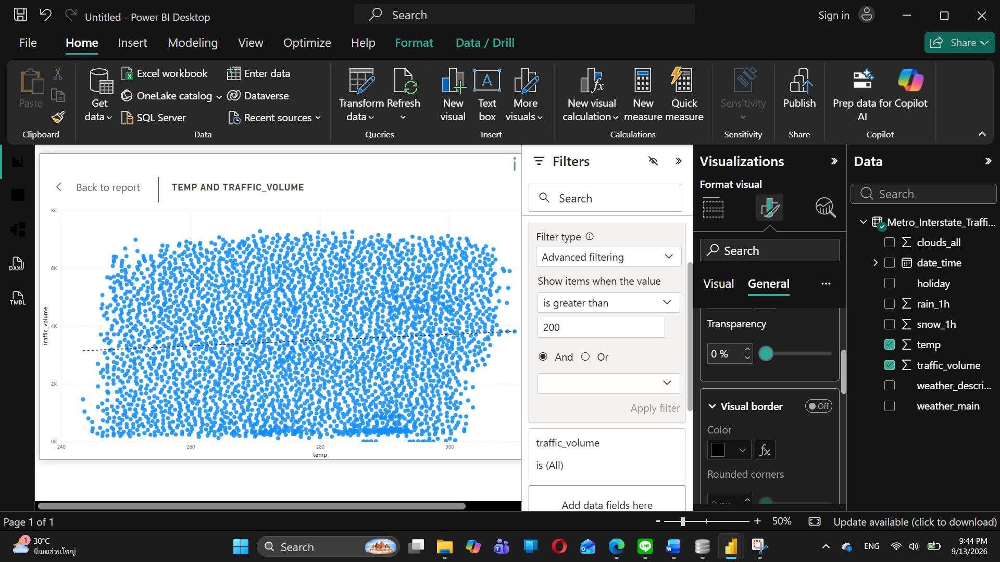 Untitled - Power BI Desktop
Search
Sign in
File
Home
Insert
Modeling
View
Optimize
Help
Format
Data / Drill
Share
Paste
Clipboard
Get data
Excel workbook
OneLake catalog
SQL Server
Enter data
Dataverse
Recent sources
Data
Transform data
Refresh
Queries
New visual
Text box
More visuals
Insert
New visual calculation
New measure
Quick measure
Calculations
Sensitivity
Sensitivity
Publish
Share
Prep data for AI
Copilot
Copilot
DAX
TMDL
Back to report
TEMP AND TRAFFIC_VOLUME
8K
6K
4K
2K
0K
traffic_volume
240
260
280
300
temp
Filters
Search
Filter type
Advanced filtering
Show items when the value
is greater than
200
And
Or
Apply filter
traffic_volume
is (All)
Add data fields here
Visualizations
Format visual
Search
Visual
General
...
Transparency
0 %
Visual border
Off
Color
fx
Rounded corners
0 px
Data
Search
Metro_Interstate_Traffi...
clouds_all
date_time
holiday
rain_1h
snow_1h
temp
traffic_volume
weather_descri...
weather_main
Page 1 of 1
- + 50%
Update available (click to download)
1
30°C
มีเมฆส่วนใหญ่
Search
ENG
9:44 PM
9/13/2026